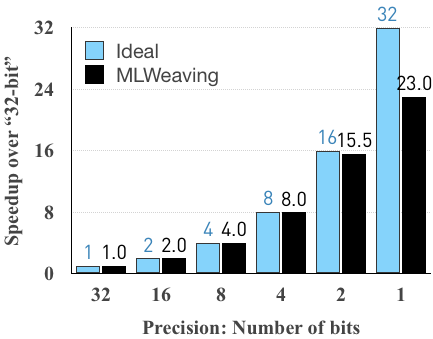 32
24
16
8
0
Speedup over “32-bit”
Ideal
MLWeaving
1 1.0
2 2.0
4 4.0
8 8.0
16 15.5
32
23.0
32 16 8 4 2 1
Precision: Number of bits